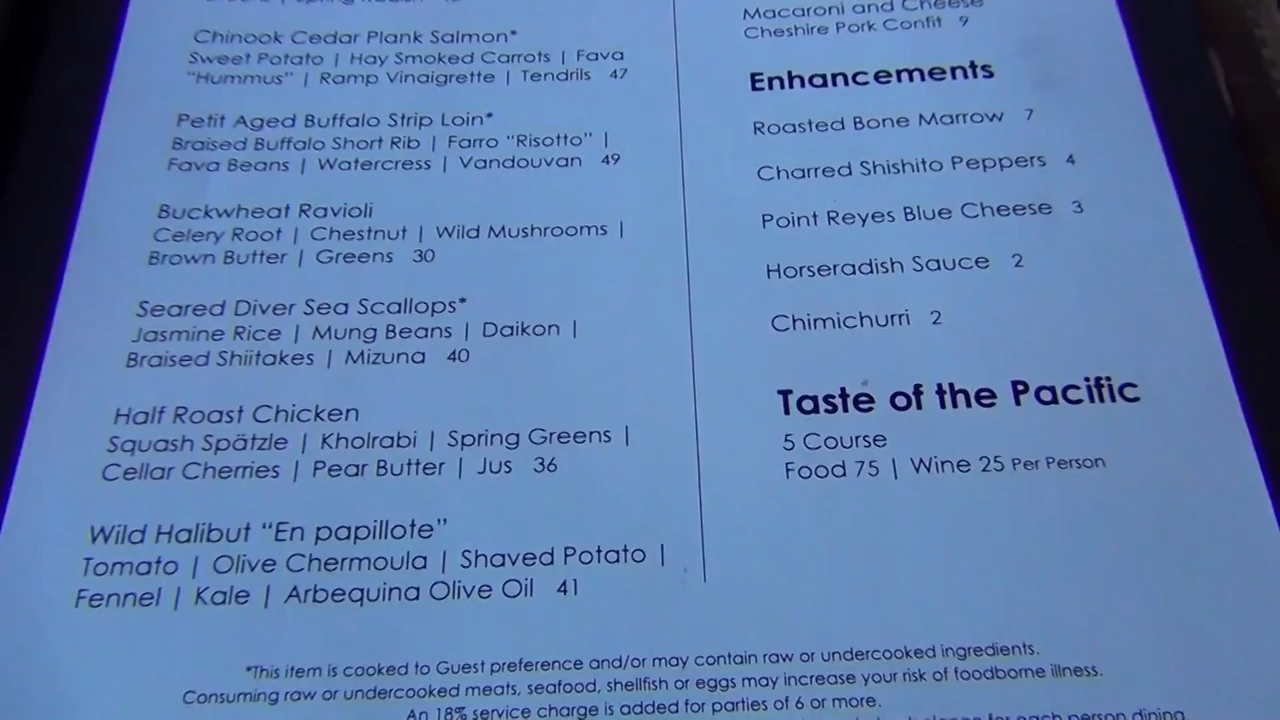 Chinook Cedar Plank Salmon*
Sweet Potato | Hay Smoked Carrots | Fava
"Hummus" | Ramp Vinaigrette | Tendrils 47
Petit Aged Buffalo Strip Loin*
Braised Buffalo Short Rib | Farro "Risotto" |
Fava Beans | Watercress | Vandouvan 49
Buckwheat Ravioli
Celery Root | Chestnut | Wild Mushrooms |
Brown Butter | Greens 30
Seared Diver Sea Scallops*
Jasmine Rice | Mung Beans | Daikon |
Braised Shiitakes | Mizuna 40
Half Roast Chicken
Squash Spätzle | Kholrabi | Spring Greens |
Cellar Cherries | Pear Butter | Jus 36
Wild Halibut “En papillote”
Tomato | Olive Chermoula | Shaved Potato |
Fennel | Kale | Arbequina Olive Oil 41
Macaroni and Cheese
Cheshire Pork Confit 9
Enhancements
Roasted Bone Marrow 7
Charred Shishito Peppers 4
Point Reyes Blue Cheese 3
Horseradish Sauce 2
Chimichurri 2
Taste of the Pacific
5 Course
Food 75 | Wine 25 Per Person
*This item is cooked to Guest preference and/or may contain raw or undercooked ingredients.
Consuming raw or undercooked meats, seafood, shellfish or eggs may increase your risk of foodborne illness.
An 18% service charge is added for parties of 6 or more.
for each person dining